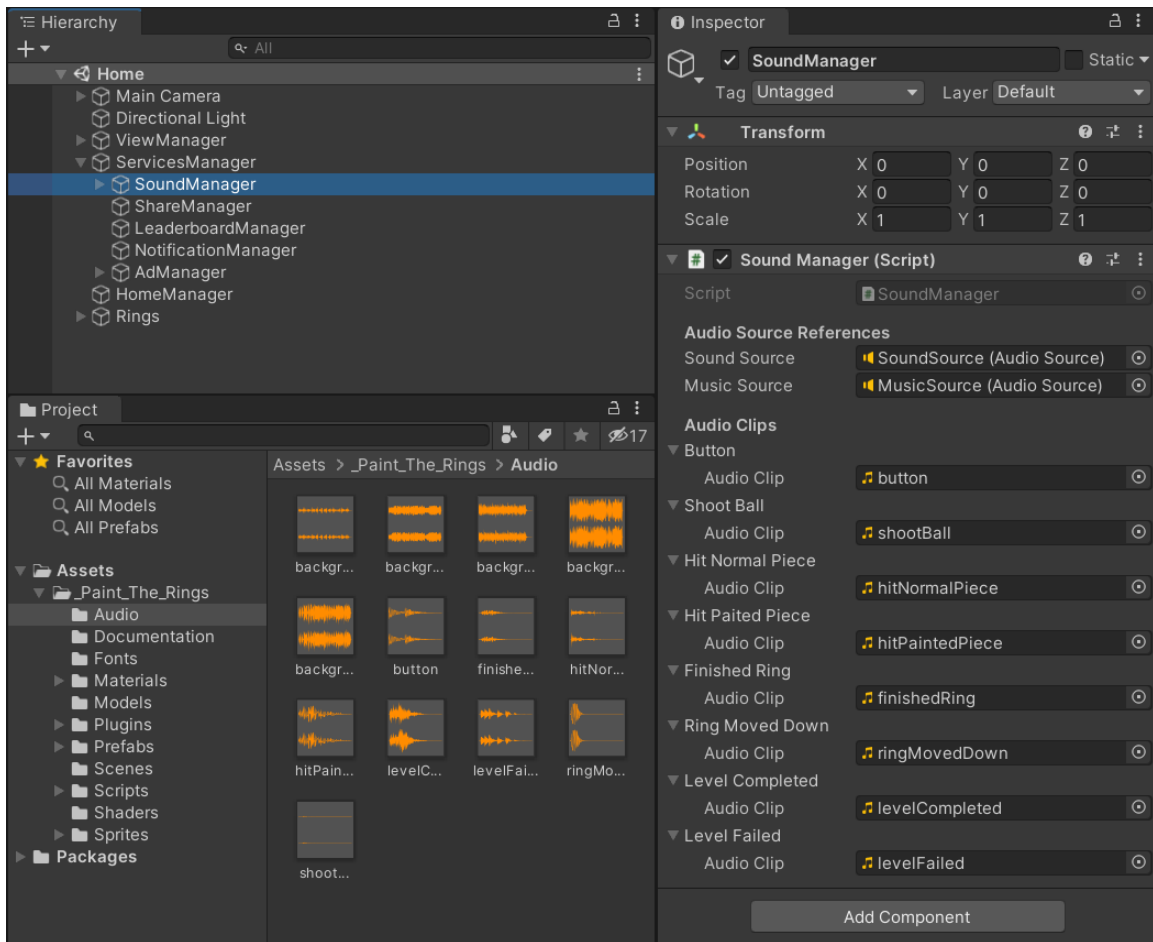 Hierarchy
All
Home
Main Camera
Directional Light
ViewManager
ServicesManager
SoundManager
ShareManager
LeaderboardManager
NotificationManager
AdManager
HomeManager
Rings
Project
17
Favorites
All Materials
All Models
All Prefabs
Assets
_Paint_The_Rings
Audio
Documentation
Fonts
Materials
Models
Plugins
Prefabs
Scenes
Scripts
Shaders
Sprites
Packages
Assets > _Paint_The_Rings > Audio
backgr... backgr... backgr... backgr...
backgr... button finishe... hitNor...
hitPain... levelC... levelFai... ringMo...
shoot...
Inspector
SoundManager Static
Tag Untagged Layer Default
Transform
Position X 0 Y 0 Z 0
Rotation X 0 Y 0 Z 0
Scale X 1 Y 1 Z 1
# Sound Manager (Script)
Script SoundManager
Audio Source References
Sound Source SoundSource (Audio Source)
Music Source MusicSource (Audio Source)
Audio Clips
Button
Audio Clip button
Shoot Ball
Audio Clip shootBall
Hit Normal Piece
Audio Clip hitNormalPiece
Hit Paited Piece
Audio Clip hitPaintedPiece
Finished Ring
Audio Clip finishedRing
Ring Moved Down
Audio Clip ringMovedDown
Level Completed
Audio Clip levelCompleted
Level Failed
Audio Clip levelFailed
Add Component